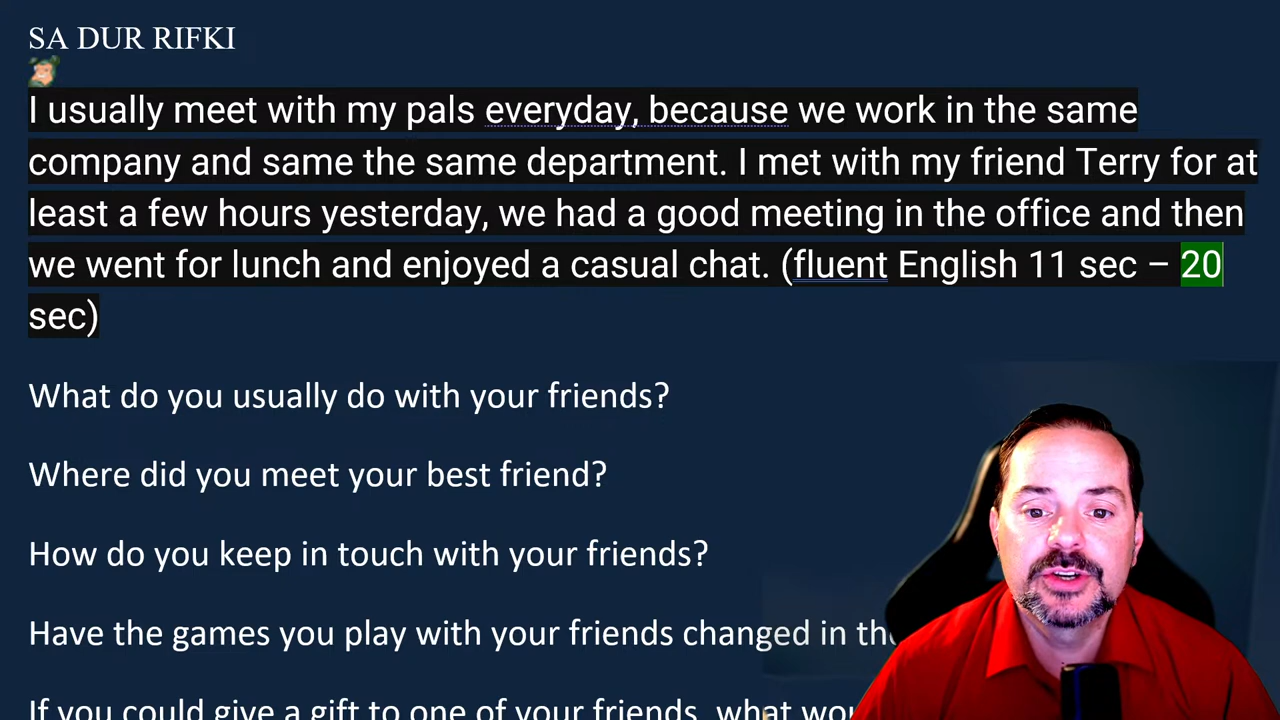 SA DUR RIFKI
I usually meet with my pals everyday, because we work in the same
company and same the same department. I met with my friend Terry for at
least a few hours yesterday, we had a good meeting in the office and then
we went for lunch and enjoyed a casual chat. (fluent English 11 sec – 20
sec)
What do you usually do with your friends?
Where did you meet your best friend?
How do you keep in touch with your friends?
Have the games you play with your friends changed in
If you could give a gift to one of your friends, what